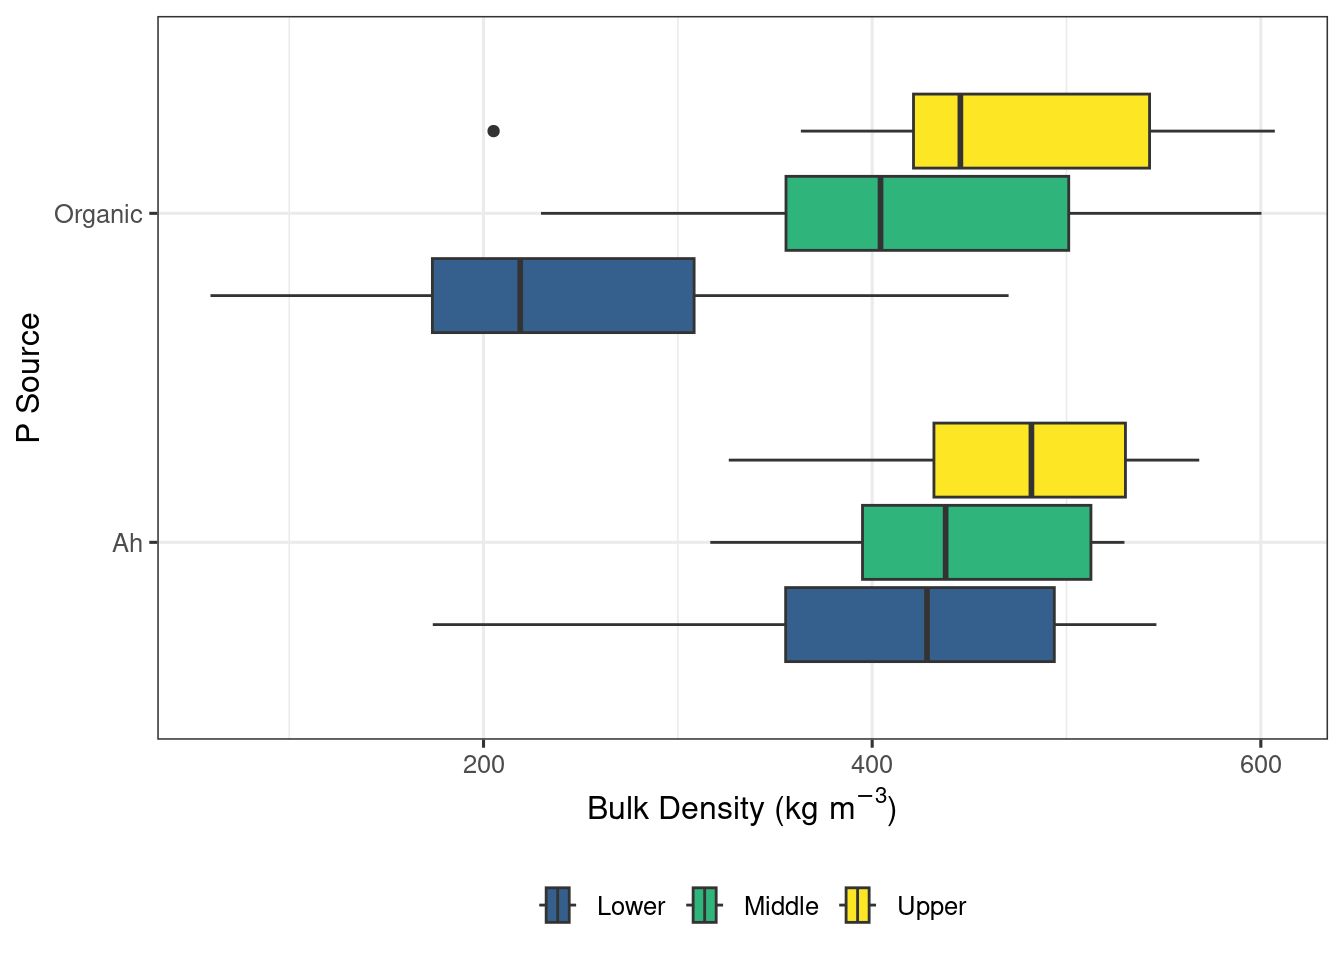 P Source
Organic
Ah
200 400 600
Bulk Density (kg m⁻³)
Lower Middle Upper